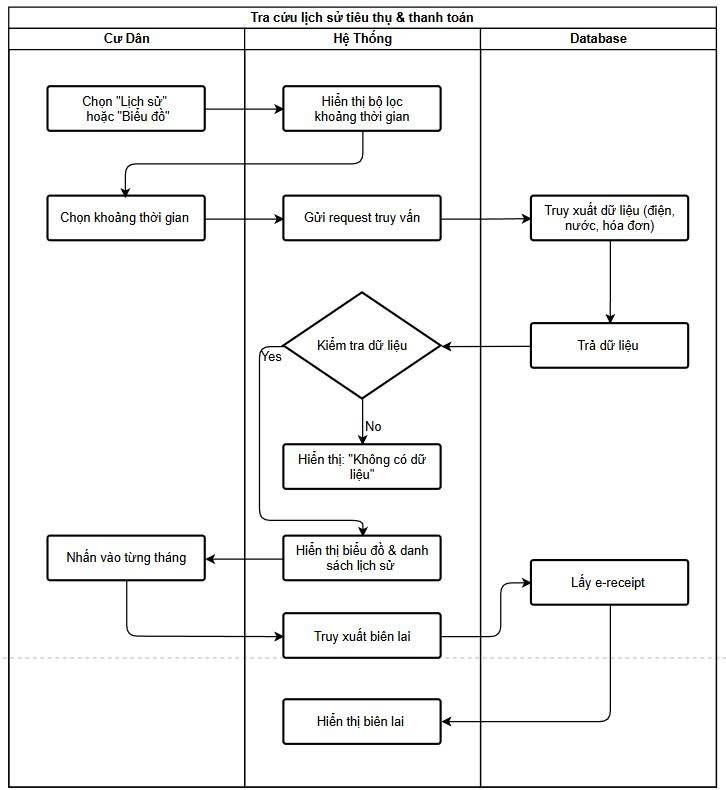 Tra cứu lịch sử tiêu thụ & thanh toán
Cư Dân
Hệ Thống
Database
Chọn "Lịch sử"
hoặc "Biểu đồ"
Hiển thị bộ lọc
khoảng thời gian
Chọn khoảng thời gian
Gửi request truy vấn
Truy xuất dữ liệu (điện,
nước, hóa đơn)
Kiểm tra dữ liệu
Trả dữ liệu
Yes
No
Hiển thị: "Không có dữ
liệu"
Nhấn vào từng tháng
Hiển thị biểu đồ & danh
sách lịch sử
Lấy e-receipt
Truy xuất biên lai
Hiển thị biên lai